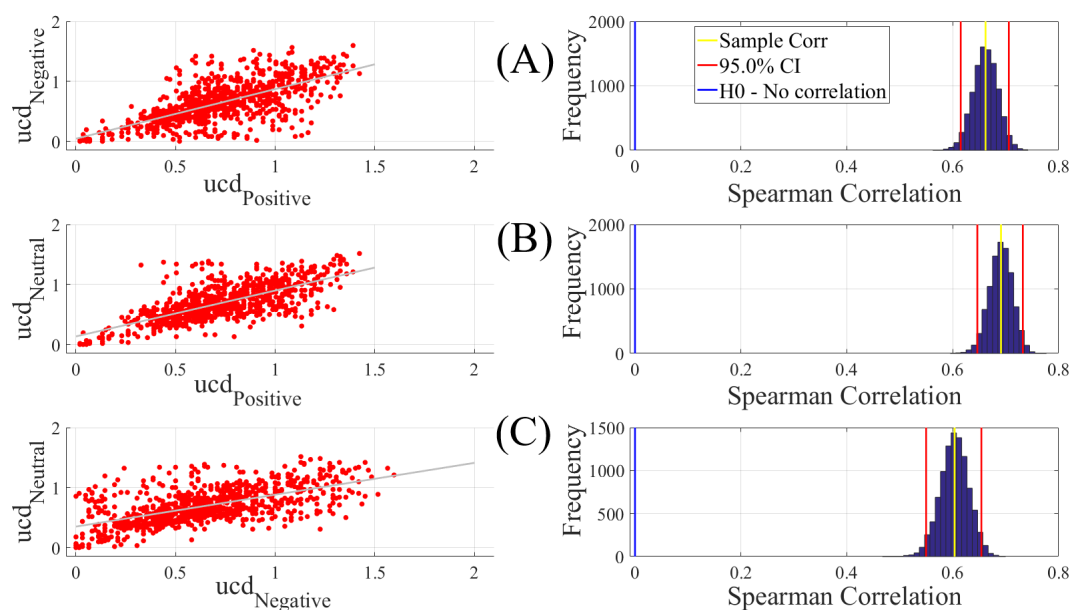 2
1
0
ucd_Negative
0 0.5 1 1.5 2
ucd_Positive
(A)
2000
1000
0
Frequency
Sample Corr
95.0% CI
H0 - No correlation
0 0.2 0.4 0.6 0.8
Spearman Correlation
2
1
0
ucd_Neutral
0 0.5 1 1.5 2
ucd_Positive
(B)
2000
1000
0
Frequency
0 0.2 0.4 0.6 0.8
Spearman Correlation
2
1
0
ucd_Neutral
0 0.5 1 1.5 2
ucd_Negative
(C)
1500
1000
500
0
Frequency
0 0.2 0.4 0.6 0.8
Spearman Correlation